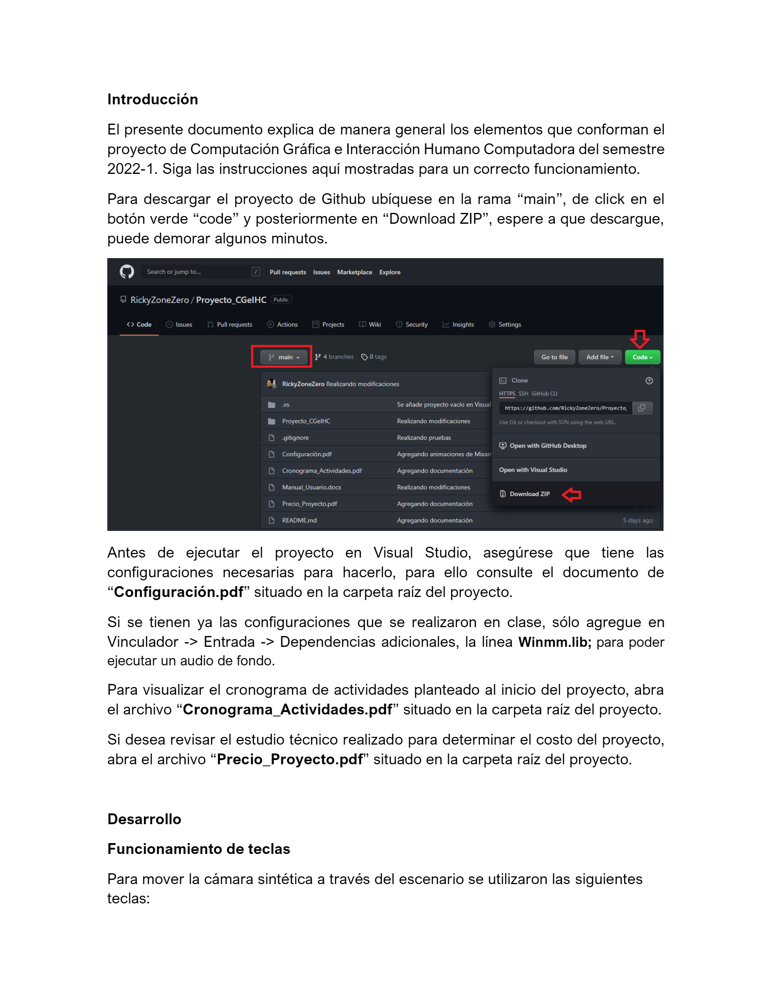 Introducción
El presente documento explica de manera general los elementos que conforman el
proyecto de Computación Gráfica e Interacción Humano Computadora del semestre
2022-1. Siga las instrucciones aquí mostradas para un correcto funcionamiento.
Para descargar el proyecto de Github ubíquese en la rama “main”, de click en el
botón verde “code” y posteriormente en “Download ZIP”, espere a que descargue,
puede demorar algunos minutos.
Search or jump to... / Pull requests Issues Marketplace Explore
RickyZoneZero / Proyecto_CGeIHC Public
<> Code Issues Pull requests Actions Projects Wiki Security Insights Settings
main 4 branches 0 tags Go to file Add file Code
RickyZoneZero Realizando modificaciones
.vs Se añade proyecto vacío en Visual
Proyecto_CGeIHC Realizando modificaciones
.gitignore Realizando pruebas
Configuración.pdf Agregando animaciones de Mixam
Cronograma_Actividades.pdf Agregando documentación
Manual_Usuario.docx Realizando modificaciones
Precio_Proyecto.pdf Agregando documentación
README.md Agregando documentación 5 days ago
Clone
HTTPS SSH GitHub CLI
https://github.com/RickyZoneZero/Proyecto_
Use Git or checkout with SVN using the web URL.
Open with GitHub Desktop
Open with Visual Studio
Download ZIP
Antes de ejecutar el proyecto en Visual Studio, asegúrese que tiene las
configuraciones necesarias para hacerlo, para ello consulte el documento de
“Configuración.pdf” situado en la carpeta raíz del proyecto.
Si se tienen ya las configuraciones que se realizaron en clase, sólo agregue en
Vinculador -> Entrada -> Dependencias adicionales, la línea Winmm.lib; para poder
ejecutar un audio de fondo.
Para visualizar el cronograma de actividades planteado al inicio del proyecto, abra
el archivo “Cronograma_Actividades.pdf” situado en la carpeta raíz del proyecto.
Si desea revisar el estudio técnico realizado para determinar el costo del proyecto,
abra el archivo “Precio_Proyecto.pdf” situado en la carpeta raíz del proyecto.
Desarrollo
Funcionamiento de teclas
Para mover la cámara sintética a través del escenario se utilizaron las siguientes
teclas: